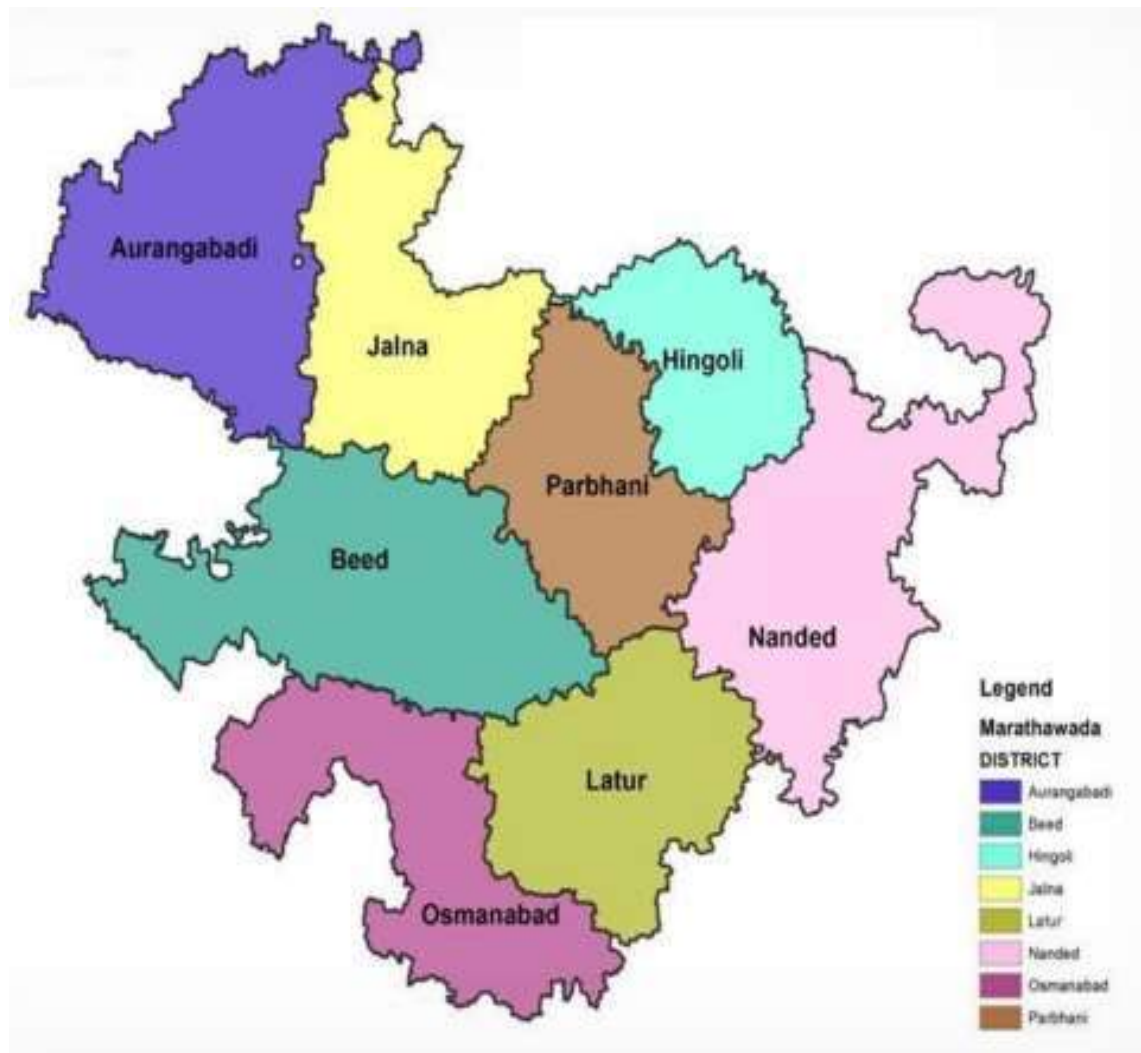 Aurangabadi
Jalna
Hingoli
Parbhani
Beed
Nanded
Latur
Osmanabad
Legend
Marathawada
DISTRICT
Aurangabadi
Beed
Hingoli
Jalna
Latur
Nanded
Osmanabad
Parbhani